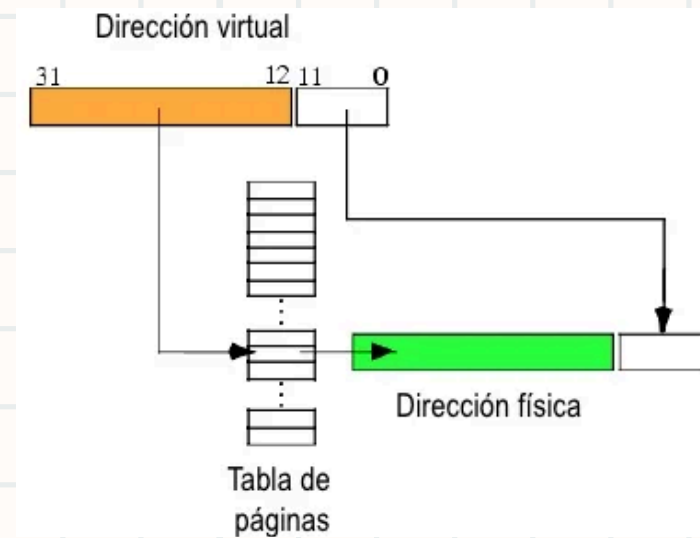 Dirección virtual
31 12 11 0
Dirección física
Tabla de
páginas